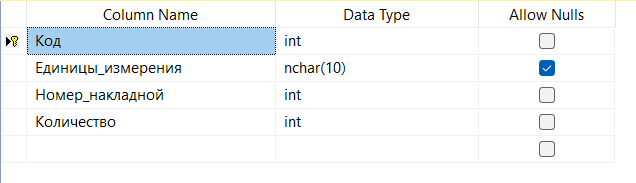 Column Name Data Type Allow Nulls
Код int
Единицы_измерения nchar(10)
Номер_накладной int
Количество int